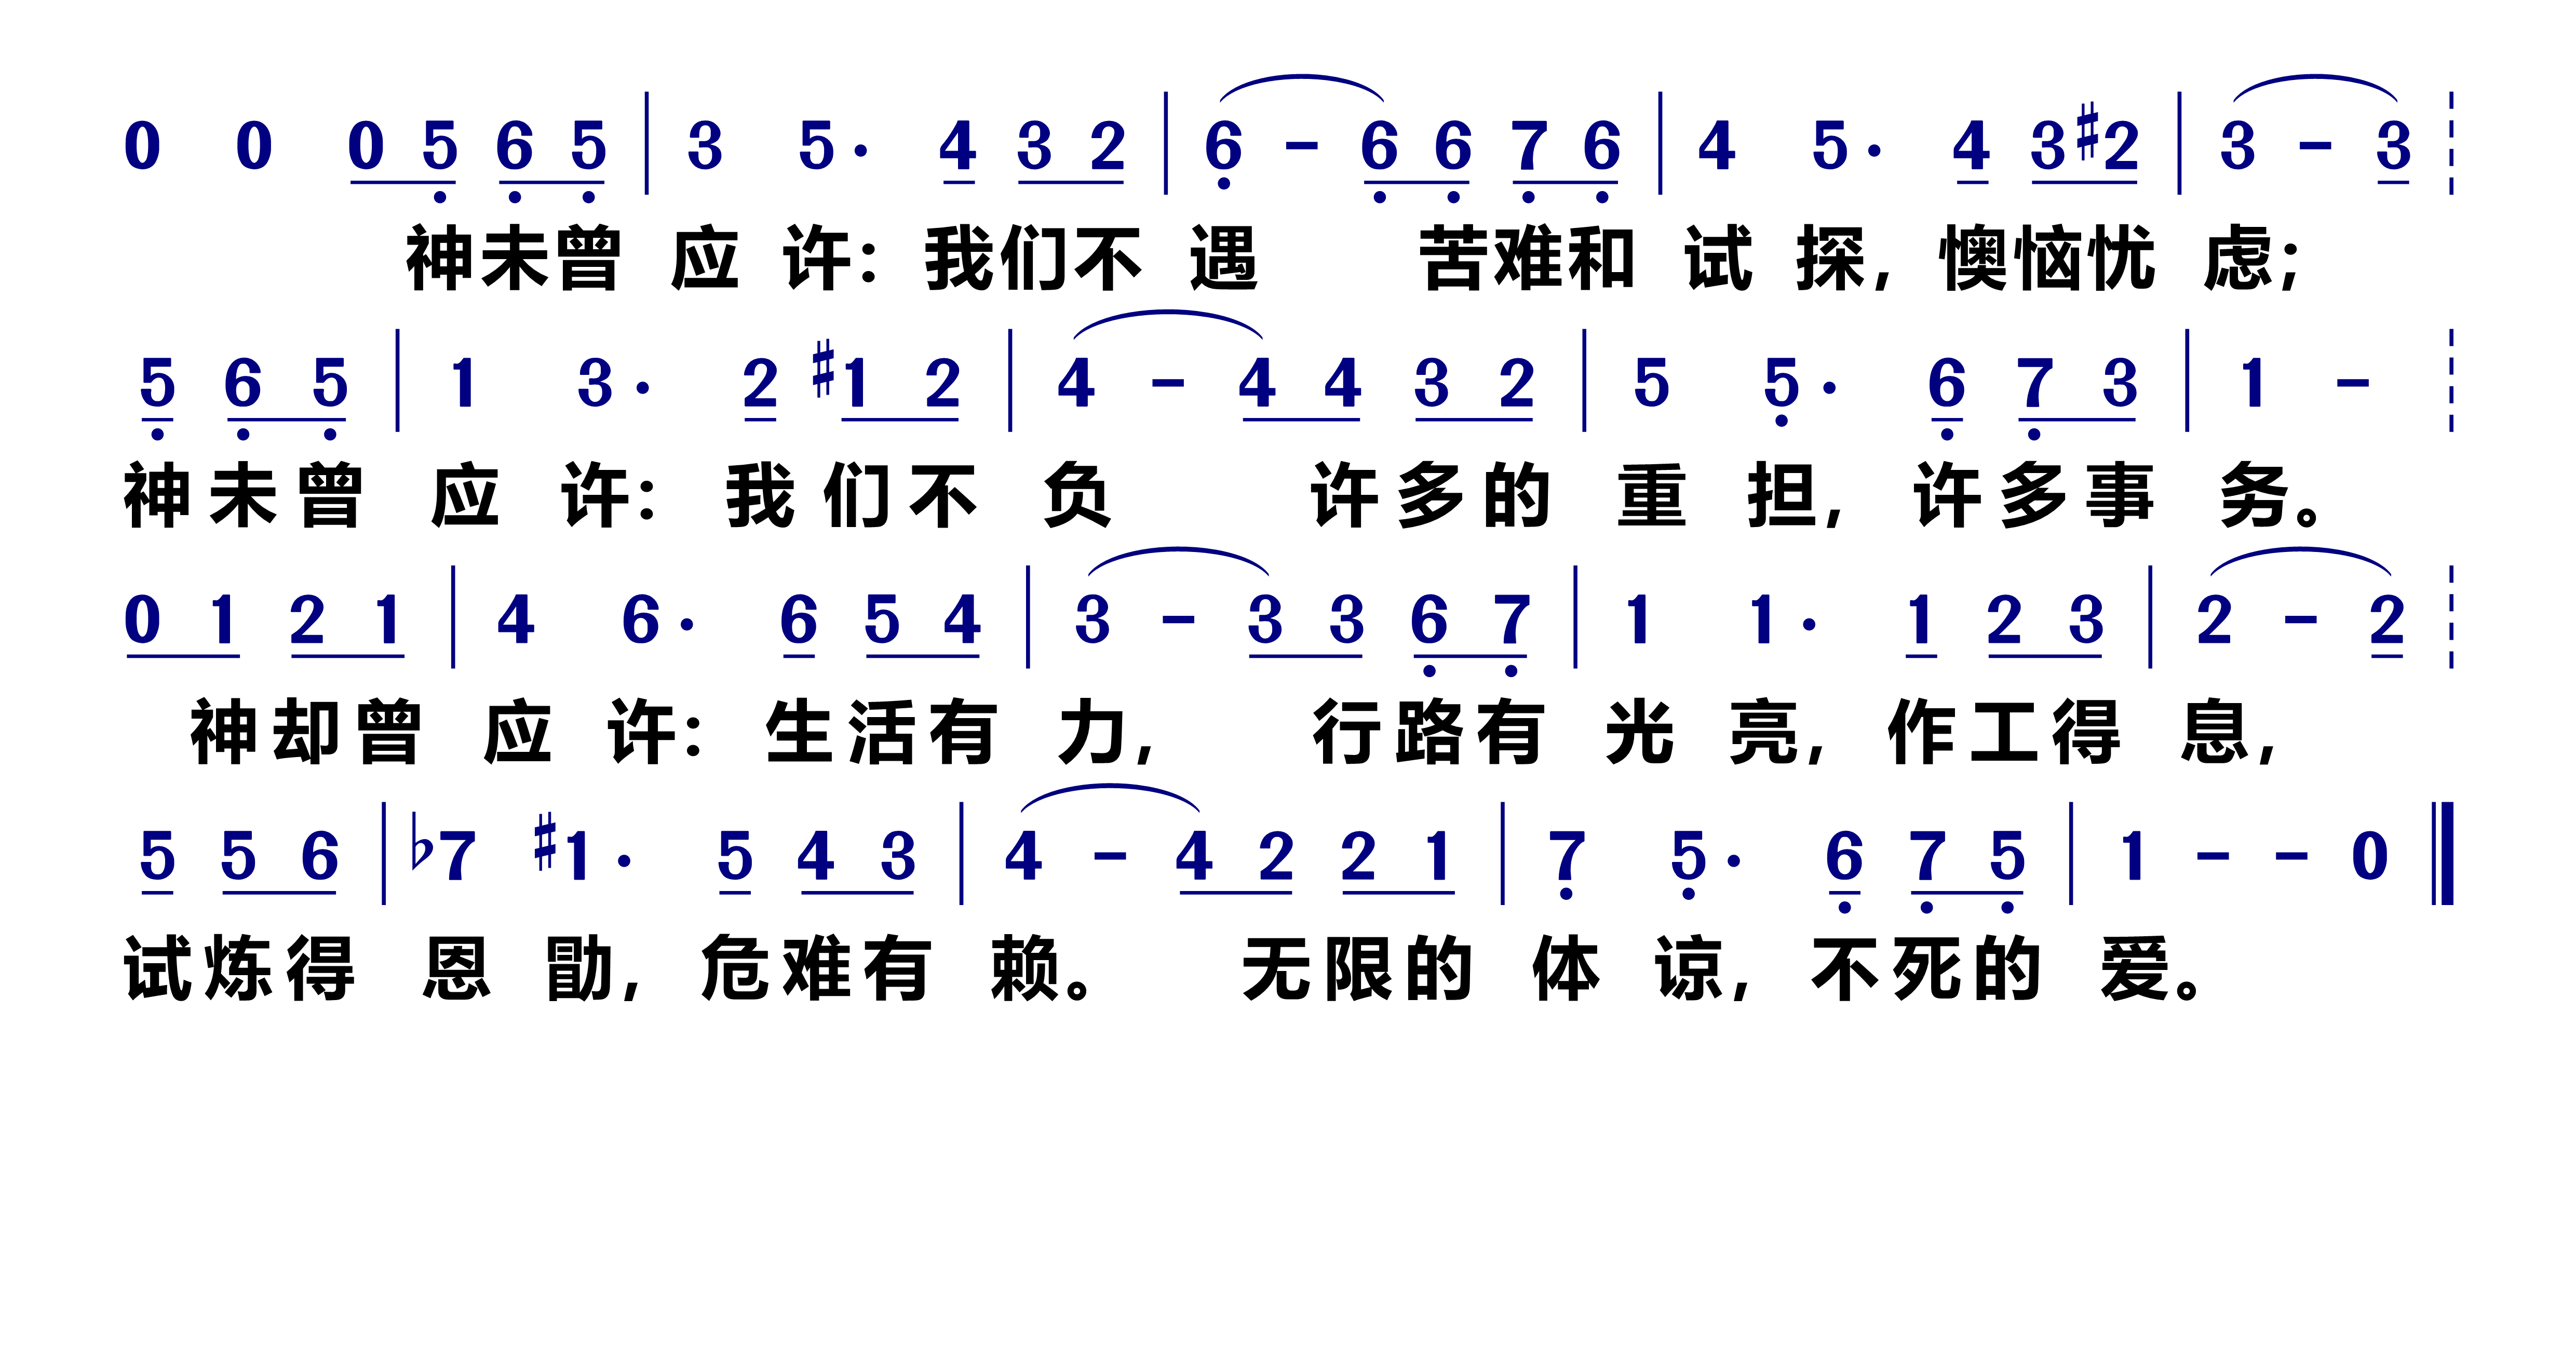 0 0 0 5 6 5 | 3 5 · 4 3 2 | 6 - 6 6 7 6 | 4 5 · 4 3 #2 | 3 - 3
神未曾 应 许：我们不 遇 苦难和 试 探，懊恼忧 虑；
5 6 5 | 1 3 · 2 #1 2 | 4 - 4 4 3 2 | 5 5 · 6 7 3 | 1 -
神未曾 应 许：我们不 负 许多的 重 担，许多事 务。
0 1 2 1 | 4 6 · 6 5 4 | 3 - 3 3 6 7 | 1 1 · 1 2 3 | 2 - 2
神却曾 应 许：生活有 力， 行路有 光 亮，作工得 息，
5 5 6 | ♭7 #1 · 5 4 3 | 4 - 4 2 2 1 | 7 5 · 6 7 5 | 1 - - 0
试炼得 恩 勖，危难有 赖。 无限的 体 谅，不死的 爱。